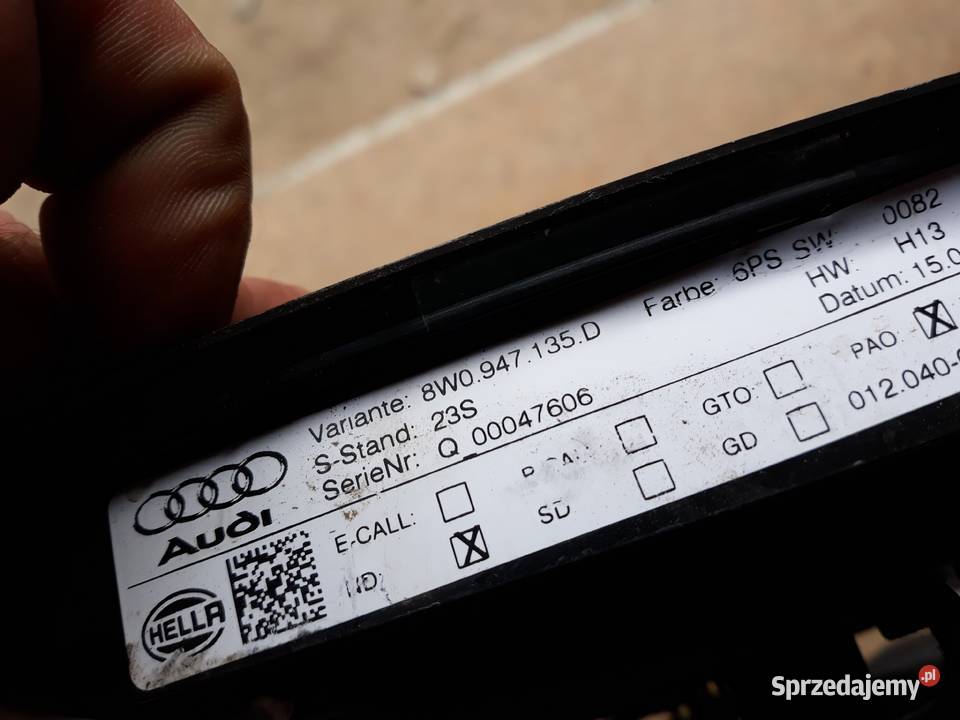 Variante: 8W0.947.135.D Farbe: 6PS SW 0082
S-Stand: 23S HW: H13
SerieNr: Q_00047606 Datum: 15.0
Audi
E-CALL: GTO: PAO:
SD GD 012.040-
HELLA
Sprzedajemy.pl